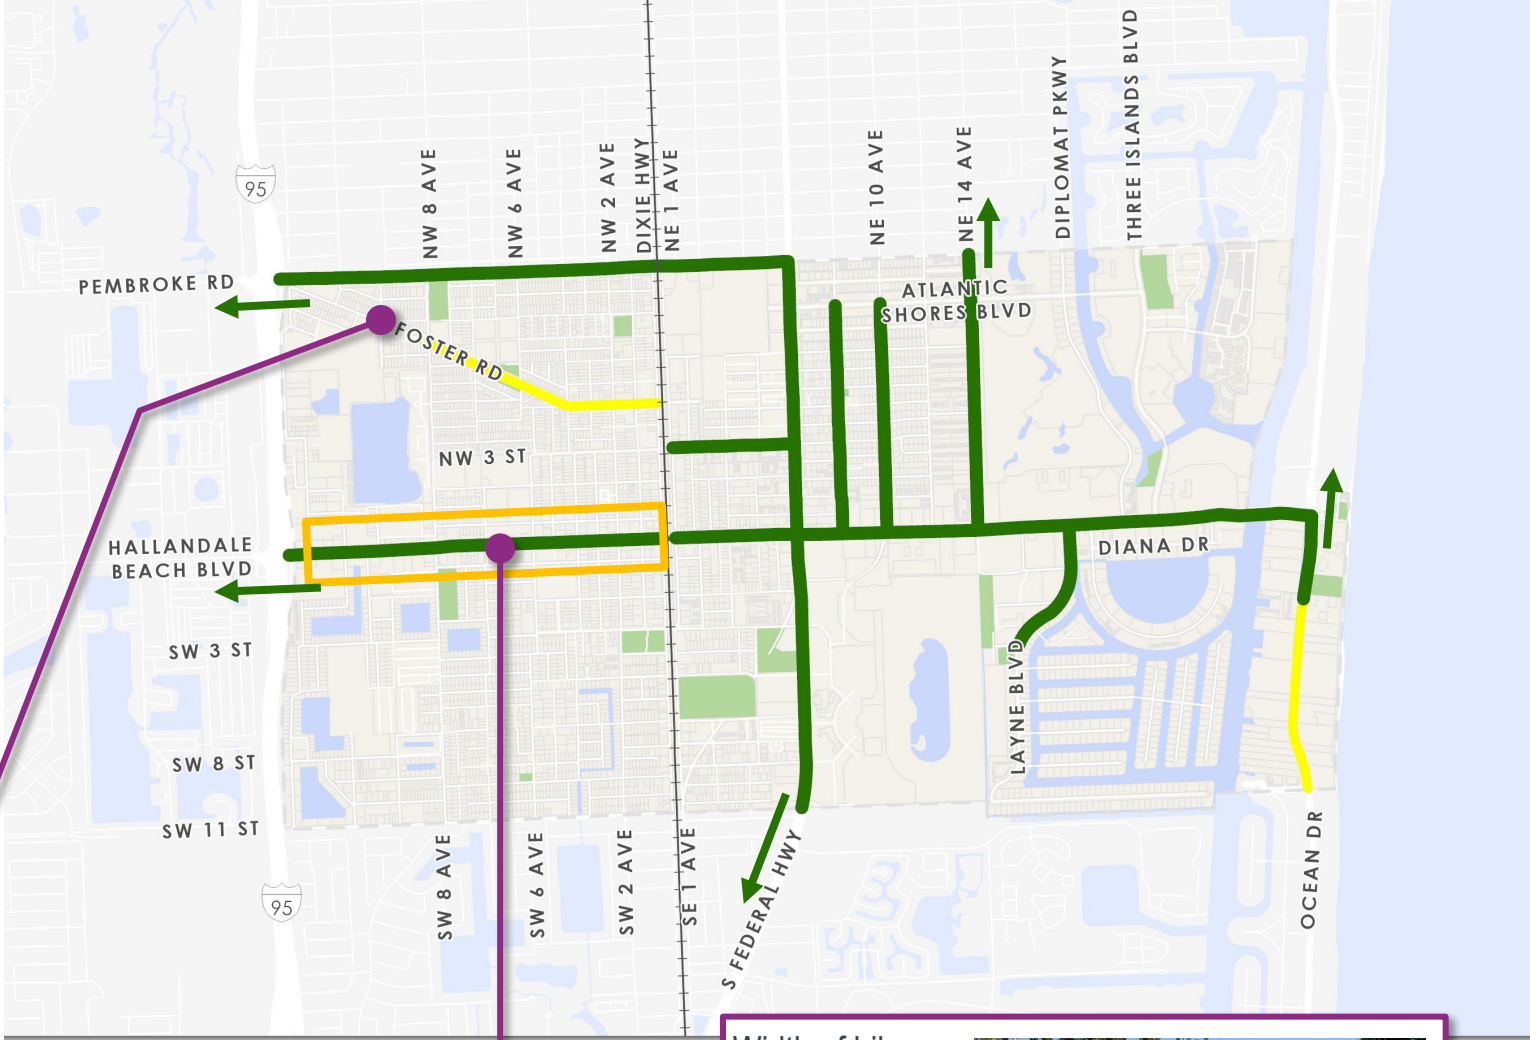 NW 8 AVE
NW 6 AVE
NW 2 AVE
DIXIE HWY
NE 1 AVE
NE 10 AVE
NE 14 AVE
DIPLOMAT PKWY
THREE ISLANDS BLVD
95
PEMBROKE RD
ATLANTIC
SHORES BLVD
FOSTER RD
NW 3 ST
HALLANDALE
BEACH BLVD
DIANA DR
SW 3 ST
LAYNE BLVD
SW 8 ST
SW 11 ST
95
SW 8 AVE
SW 6 AVE
SW 2 AVE
SE 1 AVE
S FEDERAL HWY
OCEAN DR